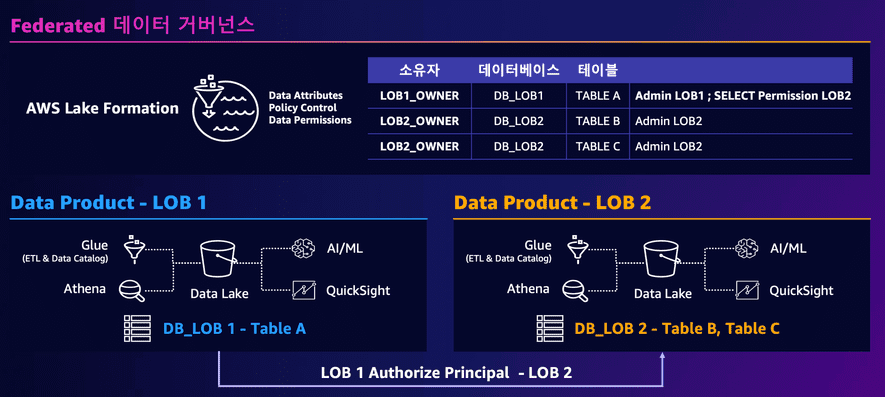 Federated 데이터 거버넌스
AWS Lake Formation
Data Attributes
Policy Control
Data Permissions
소유자 데이터베이스 테이블
LOB1_OWNER DB_LOB1 TABLE A Admin LOB1 ; SELECT Permission LOB2
LOB2_OWNER DB_LOB2 TABLE B Admin LOB2
LOB2_OWNER DB_LOB2 TABLE C Admin LOB2
Data Product - LOB 1
Glue
(ETL & Data Catalog)
Athena
Data Lake
AI/ML
QuickSight
DB_LOB 1 - Table A
Data Product - LOB 2
Glue
(ETL & Data Catalog)
Athena
Data Lake
AI/ML
QuickSight
DB_LOB 2 - Table B, Table C
LOB 1 Authorize Principal - LOB 2